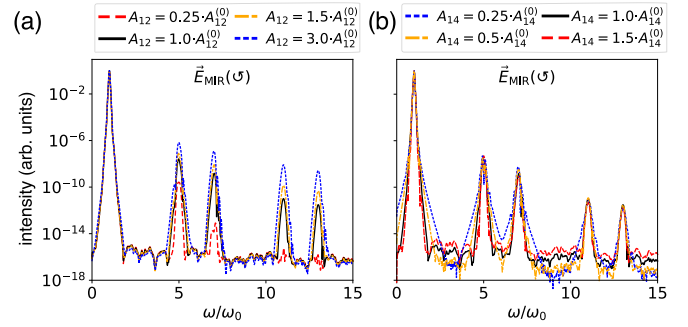 (a)
A₁₂ = 0.25·A₁₂⁽⁰⁾
A₁₂ = 1.5·A₁₂⁽⁰⁾
A₁₂ = 1.0·A₁₂⁽⁰⁾
A₁₂ = 3.0·A₁₂⁽⁰⁾
E⃗_MIR(↺)
intensity (arb. units)
10⁻²
10⁻⁶
10⁻¹⁰
10⁻¹⁴
10⁻¹⁸
0 5 10 15
ω/ω₀
(b)
A₁₄ = 0.25·A₁₄⁽⁰⁾
A₁₄ = 1.0·A₁₄⁽⁰⁾
A₁₄ = 0.5·A₁₄⁽⁰⁾
A₁₄ = 1.5·A₁₄⁽⁰⁾
E⃗_MIR(↺)
0 5 10 15
ω/ω₀